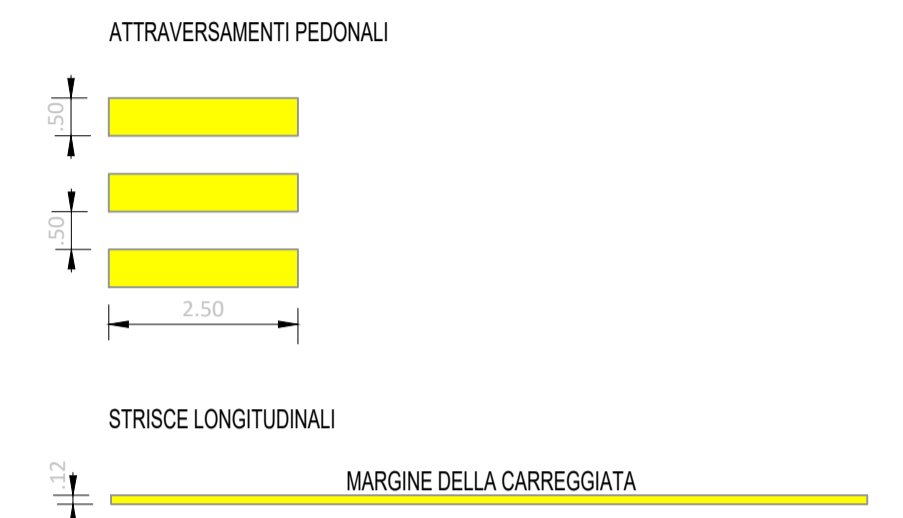 ATTRAVERSAMENTI PEDONALI
.50
.50
2.50
STRISCE LONGITUDINALI
.12
MARGINE DELLA CARREGGIATA